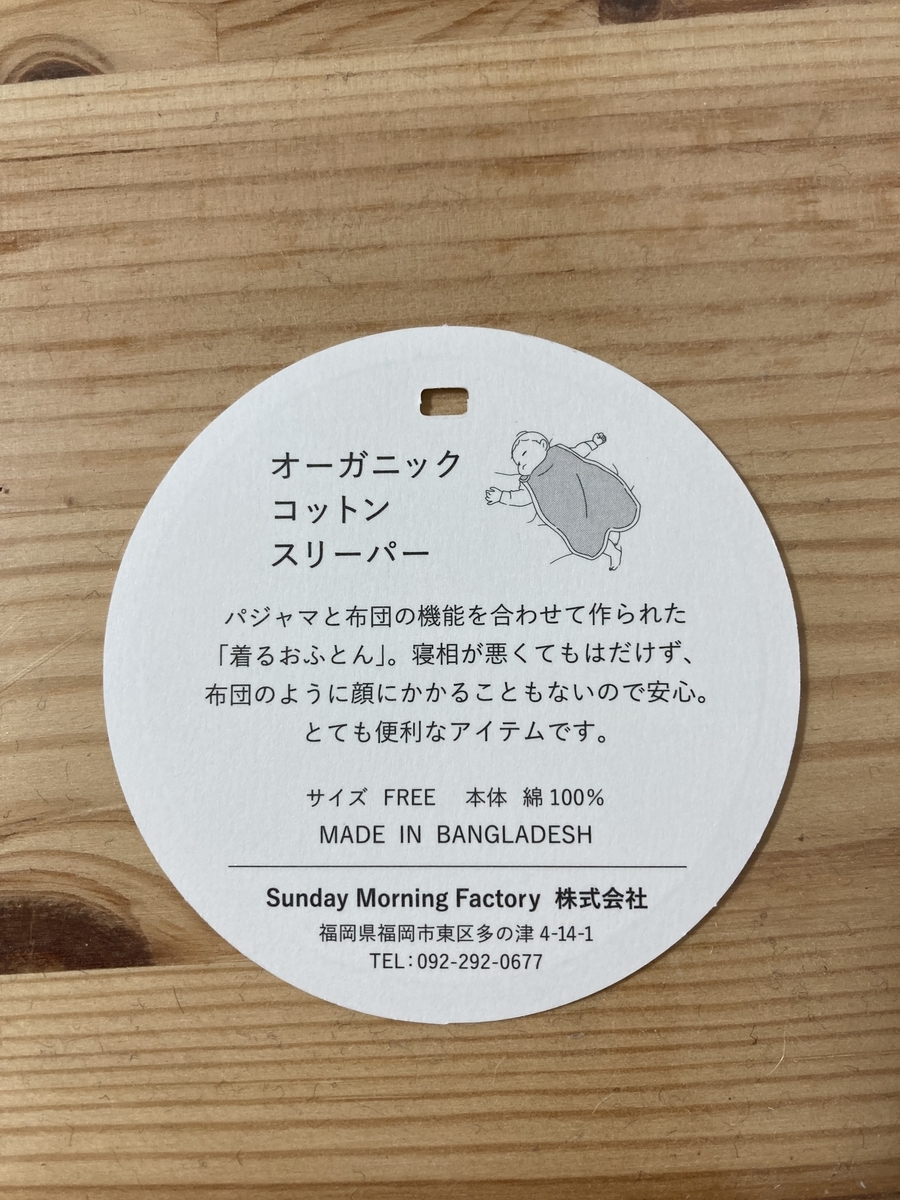 オーガニック
コットン
スリーパー
パジャマと布団の機能を合わせて作られた
「着るおふとん」。寝相が悪くてもはだけず、
布団のように顔にかかることもないので安心。
とても便利なアイテムです。
サイズ FREE 本体 綿100%
MADE IN BANGLADESH
Sunday Morning Factory 株式会社
福岡県福岡市東区多の津 4-14-1
TEL:092-292-0677